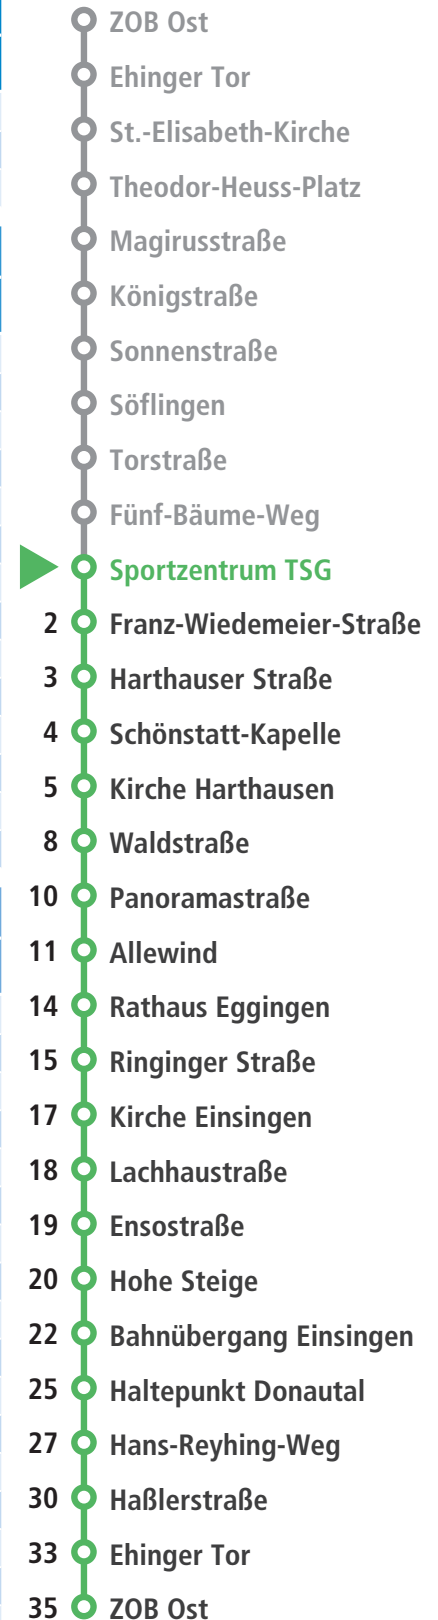 ZOB Ost
Ehinger Tor
St.-Elisabeth-Kirche
Theodor-Heuss-Platz
Magirusstraße
Königstraße
Sonnenstraße
Söflingen
Torstraße
Fünf-Bäume-Weg
Sportzentrum TSG
2 Franz-Wiedemeier-Straße
3 Harthauser Straße
4 Schönstatt-Kapelle
5 Kirche Harthausen
8 Waldstraße
10 Panoramastraße
11 Allewind
14 Rathaus Eggingen
15 Ringinger Straße
17 Kirche Einsingen
18 Lachhaustraße
19 Ensostraße
20 Hohe Steige
22 Bahnübergang Einsingen
25 Haltepunkt Donautal
27 Hans-Reyhing-Weg
30 Haßlerstraße
33 Ehinger Tor
35 ZOB Ost